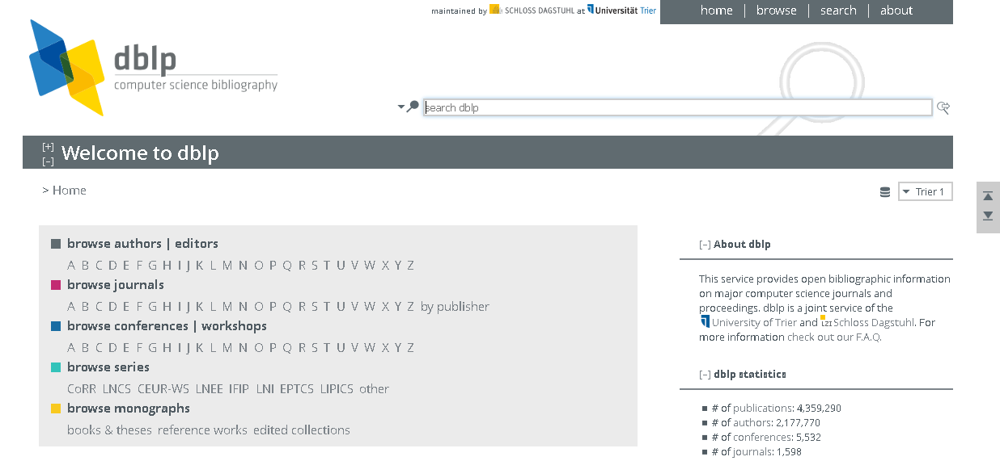 maintained by SCHLOSS DAGSTUHL at Universität Trier
home browse search about
dblp
computer science bibliography
search dblp
[+]
[–]
Welcome to dblp
> Home
Trier 1
browse authors | editors
A B C D E F G H I J K L M N O P Q R S T U V W X Y Z
browse journals
A B C D E F G H I J K L M N O P Q R S T U V W X Y Z by publisher
browse conferences | workshops
A B C D E F G H I J K L M N O P Q R S T U V W X Y Z
browse series
CoRR LNCS CEUR-WS LNEE IFIP LNI EPTCS LIPICS other
browse monographs
books & theses reference works edited collections
[–] About dblp
This service provides open bibliographic information
on major computer science journals and
proceedings. dblp is a joint service of the
University of Trier and LZI Schloss Dagstuhl. For
more information check out our F.A.Q.
[–] dblp statistics
# of publications: 4,359,290
# of authors: 2,177,770
# of conferences: 5,532
# of journals: 1,598